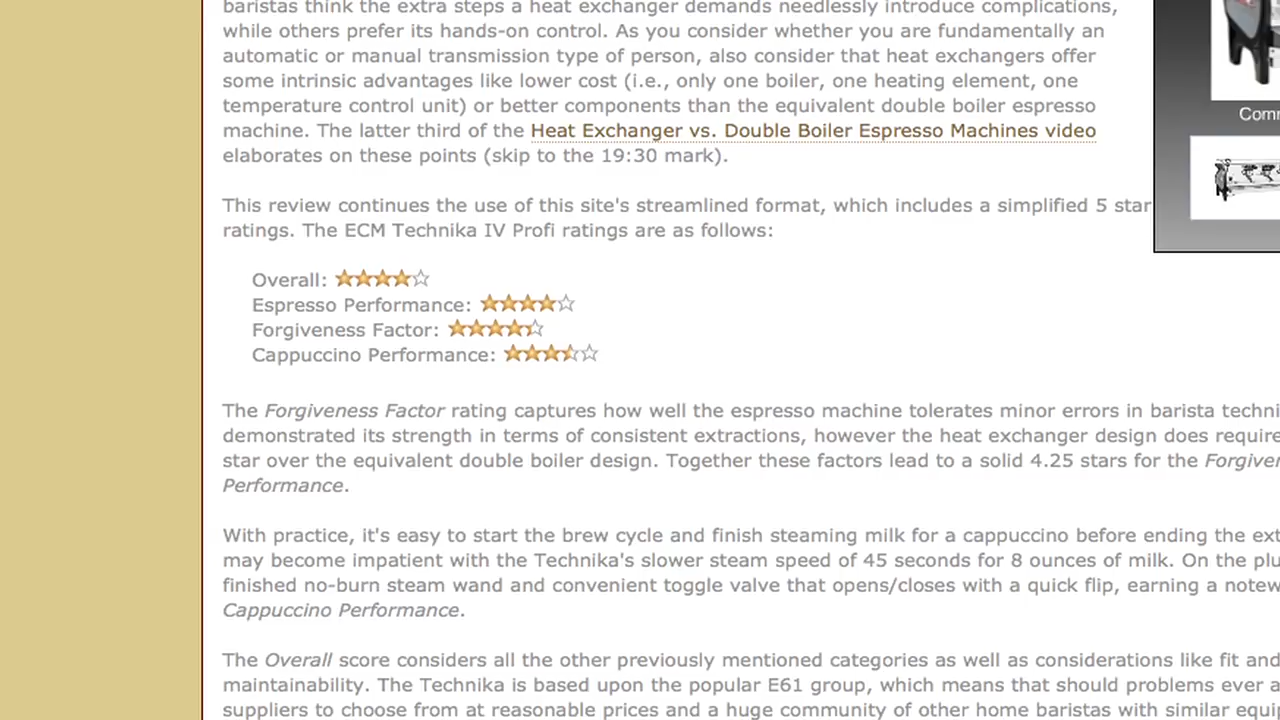 baristas think the extra steps a heat exchanger demands needlessly introduce complications,
while others prefer its hands-on control. As you consider whether you are fundamentally an
automatic or manual transmission type of person, also consider that heat exchangers offer
some intrinsic advantages like lower cost (i.e., only one boiler, one heating element, one
temperature control unit) or better components than the equivalent double boiler espresso
machine. The latter third of the Heat Exchanger vs. Double Boiler Espresso Machines video
elaborates on these points (skip to the 19:30 mark).
This review continues the use of this site's streamlined format, which includes a simplified 5 star
ratings. The ECM Technika IV Profi ratings are as follows:
Overall:
Espresso Performance:
Forgiveness Factor:
Cappuccino Performance:
The Forgiveness Factor rating captures how well the espresso machine tolerates minor errors in barista techni
demonstrated its strength in terms of consistent extractions, however the heat exchanger design does require
star over the equivalent double boiler design. Together these factors lead to a solid 4.25 stars for the Forgiven
Performance.
With practice, it's easy to start the brew cycle and finish steaming milk for a cappuccino before ending the ext
may become impatient with the Technika's slower steam speed of 45 seconds for 8 ounces of milk. On the plu
finished no-burn steam wand and convenient toggle valve that opens/closes with a quick flip, earning a notew
Cappuccino Performance.
The Overall score considers all the other previously mentioned categories as well as considerations like fit and
maintainability. The Technika is based upon the popular E61 group, which means that should problems ever a
suppliers to choose from at reasonable prices and a huge community of other home baristas with similar equi
Comm